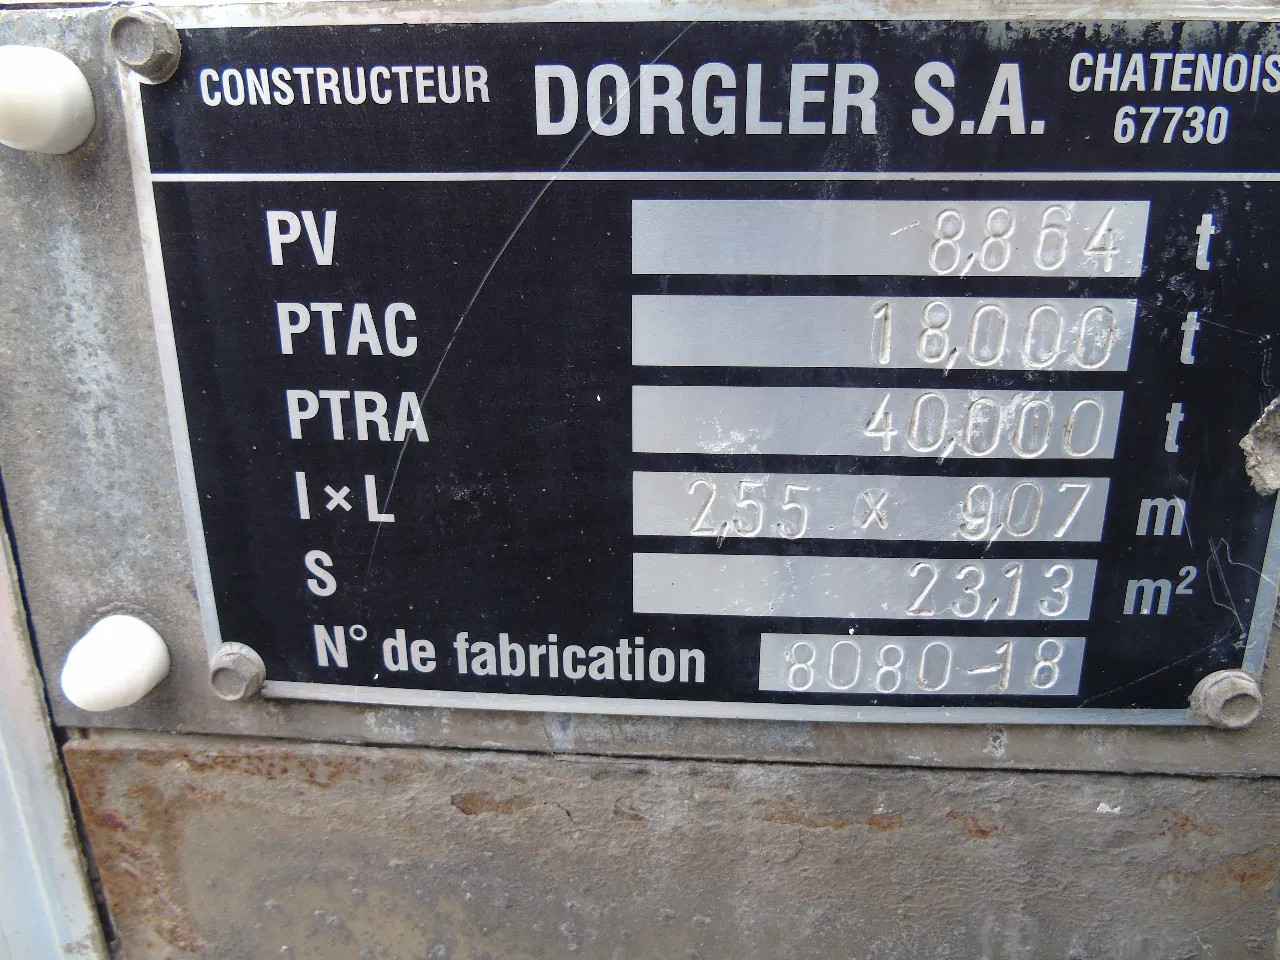 CONSTRUCTEUR DORGLER S.A. CHATENOIS
67730
PV 8,864 t
PTAC 18,000 t
PTRA 40,000 t
l × L 2,55 × 9,07 m
S 23,13 m²
N° de fabrication 8080-18